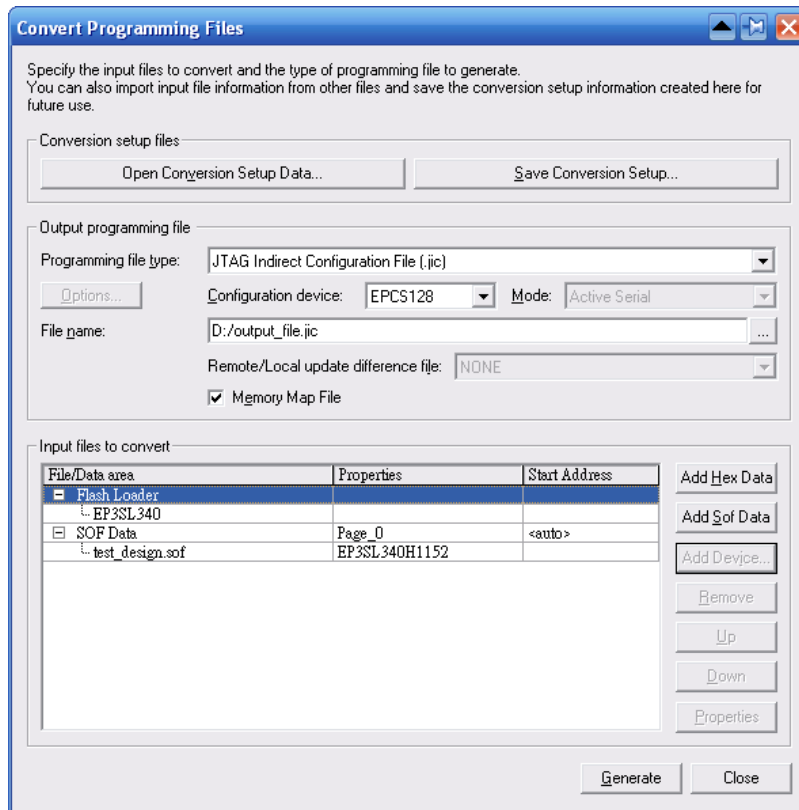 Convert Programming Files
Specify the input files to convert and the type of programming file to generate.
You can also import input file information from other files and save the conversion setup information created here for
future use.
Conversion setup files
Open Conversion Setup Data... Save Conversion Setup...
Output programming file
Programming file type: JTAG Indirect Configuration File (.jic)
Options... Configuration device: EPCS128 Mode: Active Serial
File name: D:/output_file.jic ...
Remote/Local update difference file: NONE
Memory Map File
Input files to convert
File/Data area Properties Start Address
Flash Loader
EP3SL340
SOF Data Page_0 <auto>
test_design.sof EP3SL340H1152
Add Hex Data
Add Sof Data
Add Device...
Remove
Up
Down
Properties
Generate Close